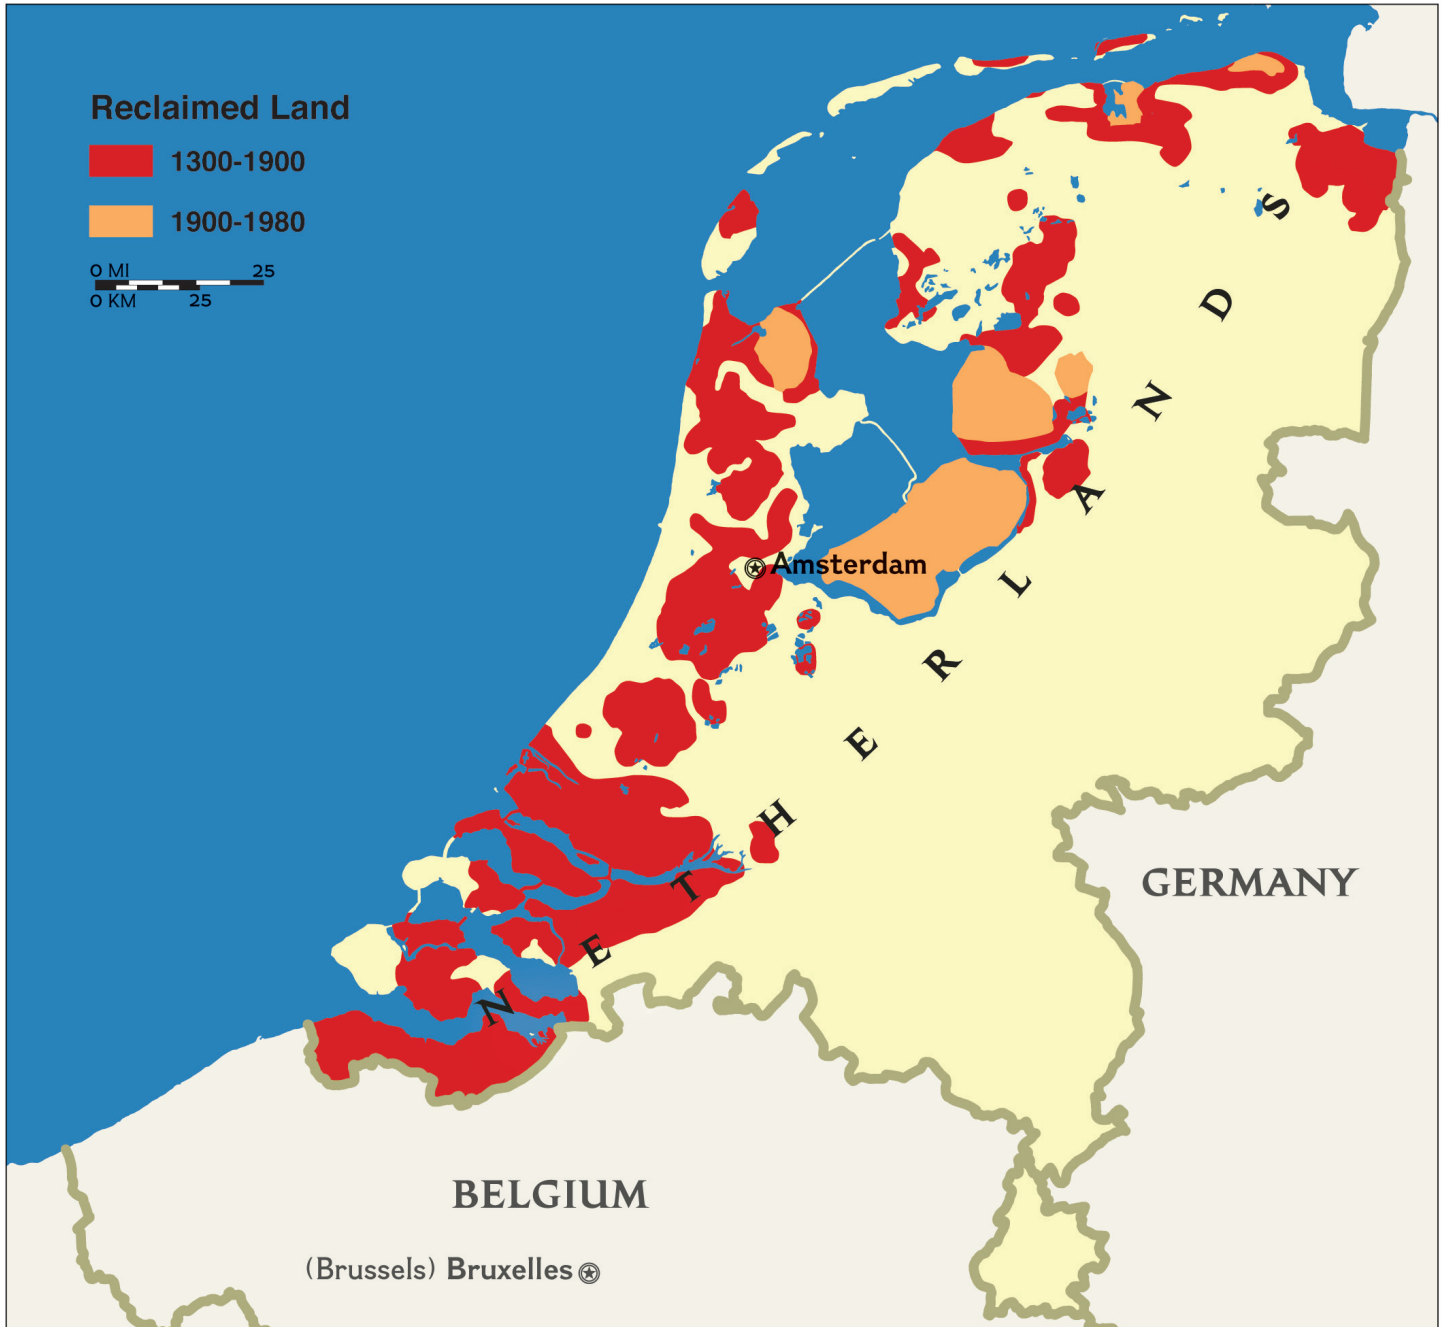 Reclaimed Land
1300-1900
1900-1980
0 MI 25
0 KM 25
Amsterdam
NETHERLANDS
GERMANY
BELGIUM
(Brussels) Bruxelles